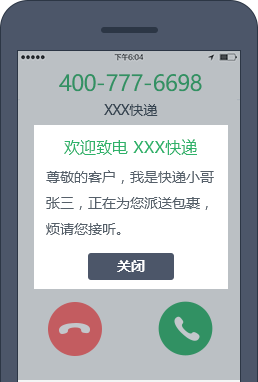 下午6:04
400-777-6698
XXX快递
欢迎致电 XXX快递
尊敬的客户，我是快递小哥
张三，正在为您派送包裹，
烦请您接听。
关闭